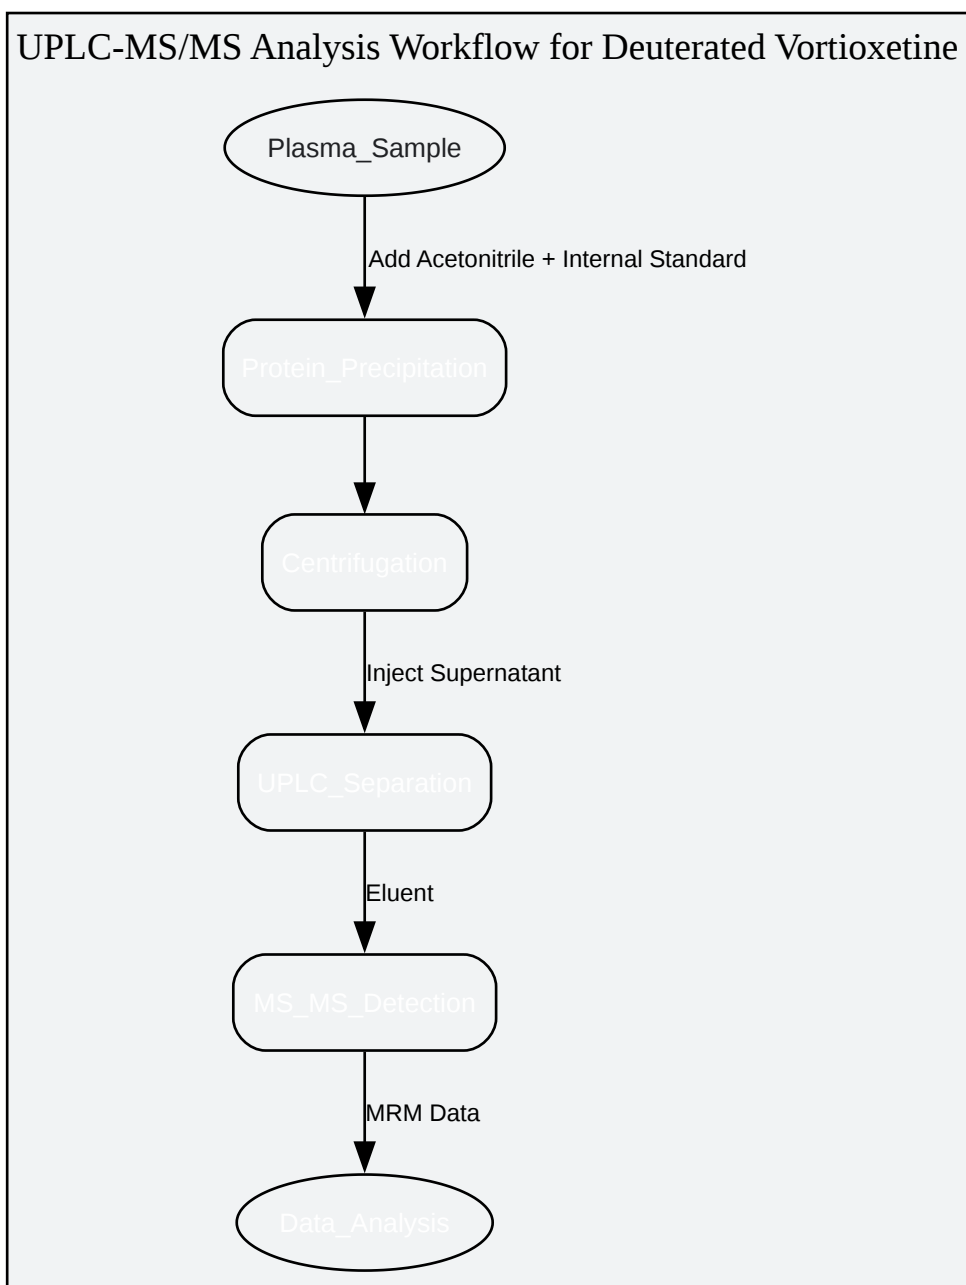 UPLC-MS/MS Analysis Workflow for Deuterated Vortioxetine
Plasma_Sample
Add Acetonitrile + Internal Standard
Protein_Precipitation
Centrifugation
Inject Supernatant
UPLC_Separation
Eluent
MS_MS_Detection
MRM Data
Data_Analysis